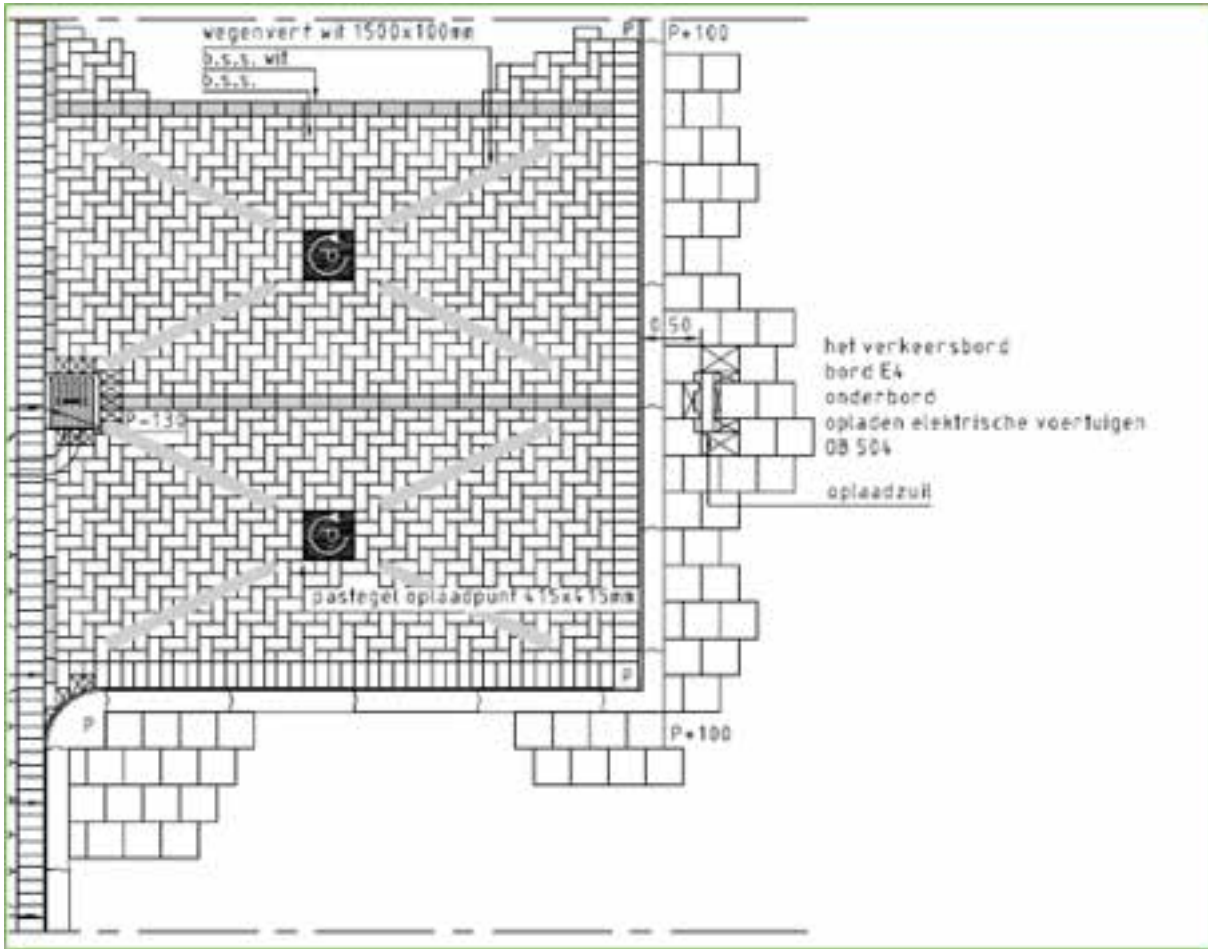 wegenverf wit 1500x100mm
b.s.s. wit
b.s.s.
P
P+100
0.50
het verkeersbord
bord E4
onderbord
opladen elektrische voertuigen
OB 504
oplaadzuil
P-130
pastegel oplaadpunt 415x415mm
P
P
P+100